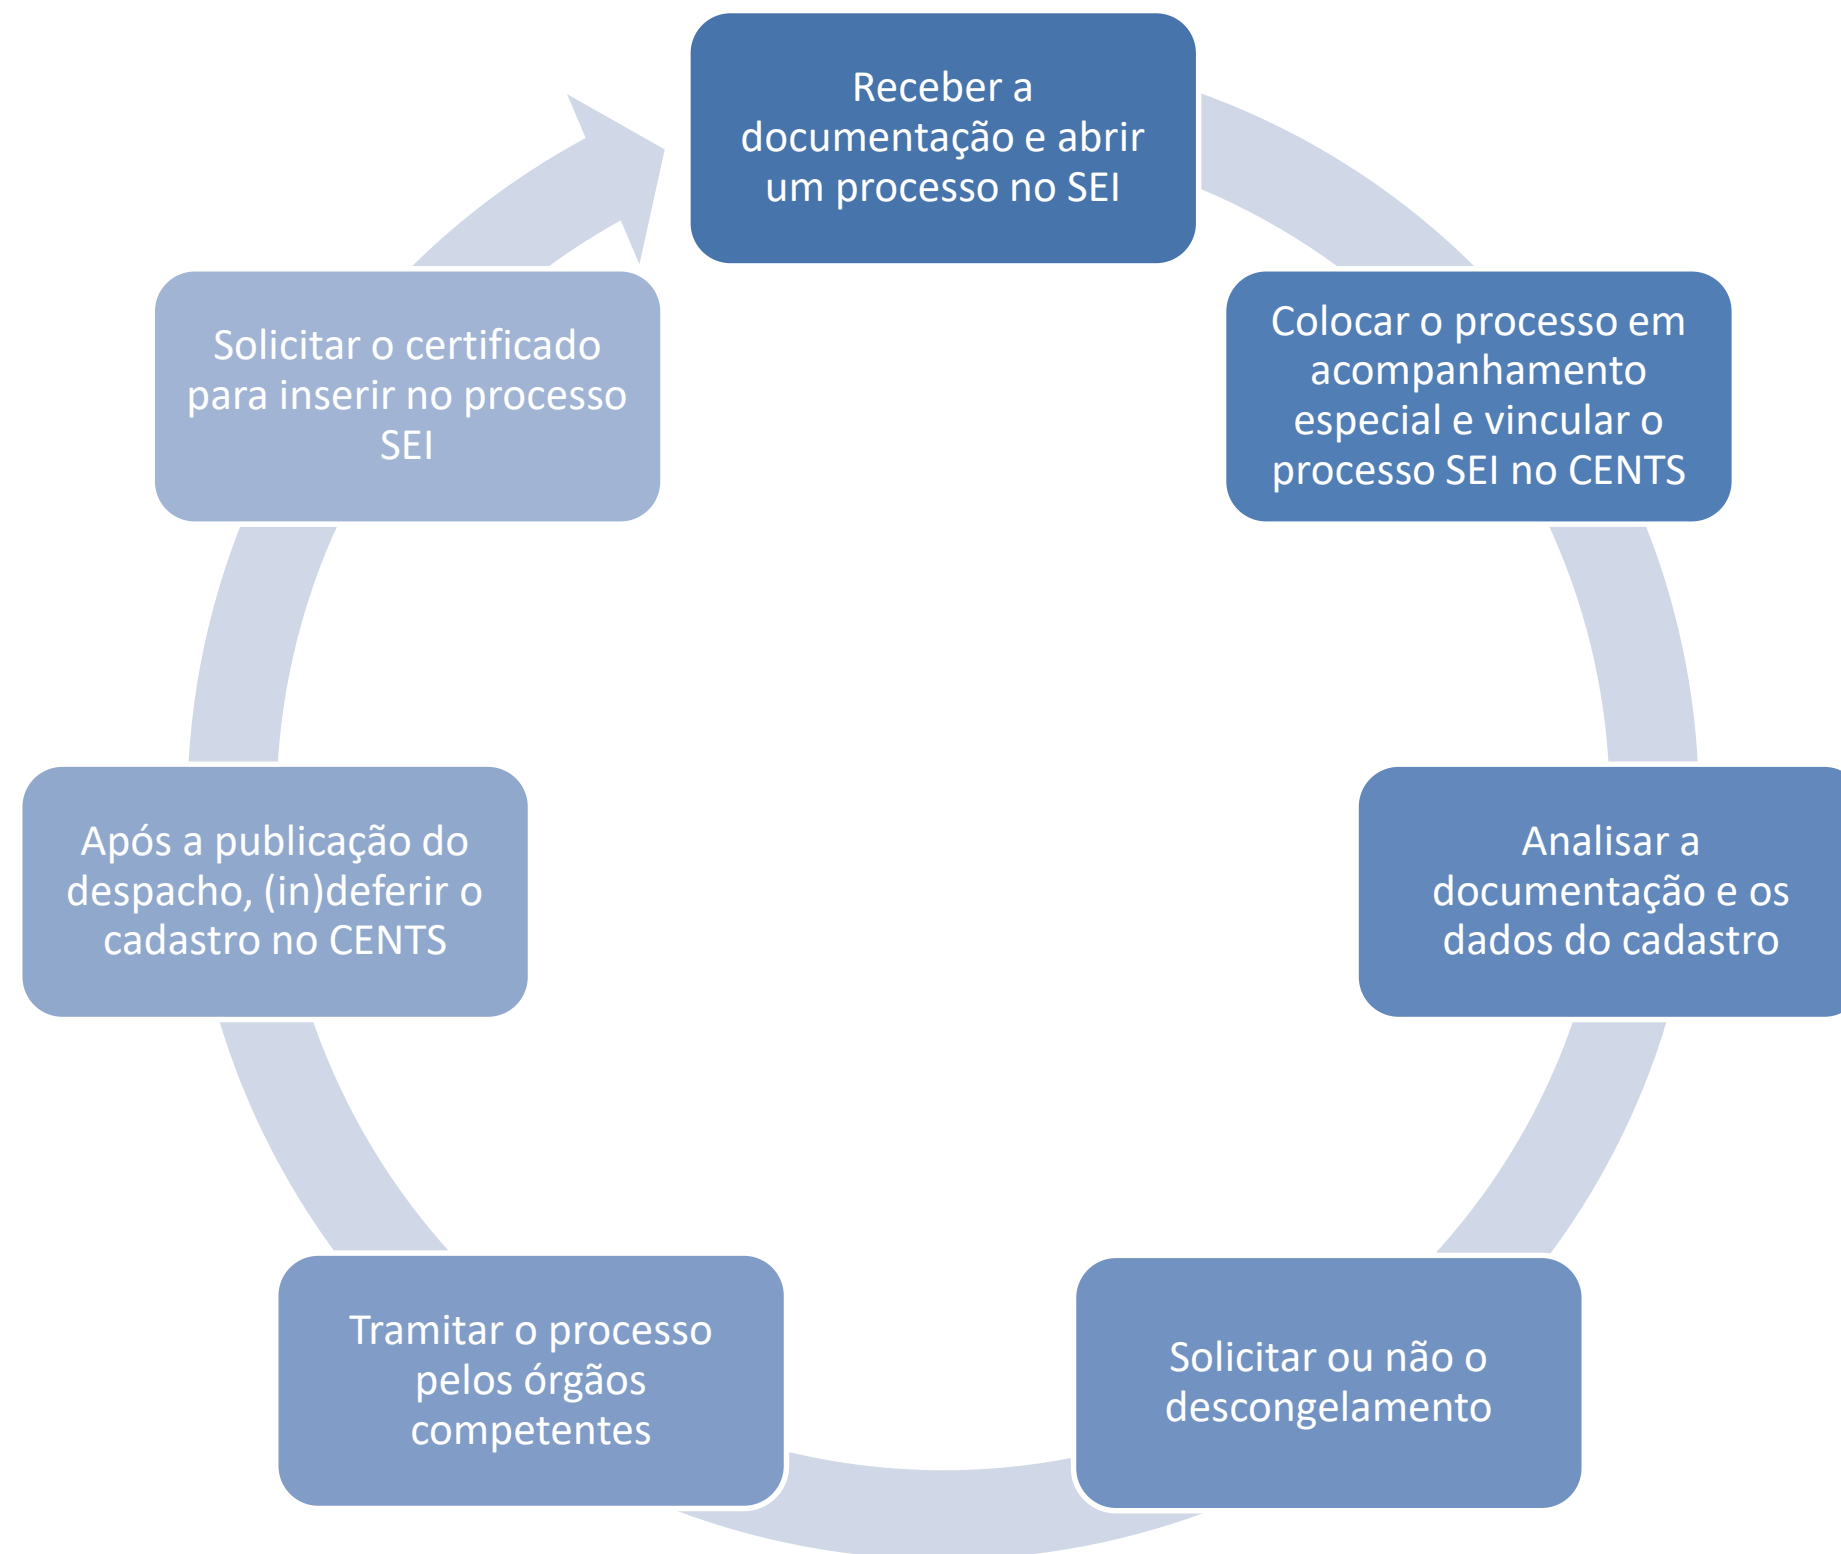 Receber a
documentação e abrir
um processo no SEI
Colocar o processo em
acompanhamento
especial e vincular o
processo SEI no CENTS
Analisar a
documentação e os
dados do cadastro
Solicitar ou não o
descongelamento
Tramitar o processo
pelos órgãos
competentes
Após a publicação do
despacho, (in)deferir o
cadastro no CENTS
Solicitar o certificado
para inserir no processo
SEI